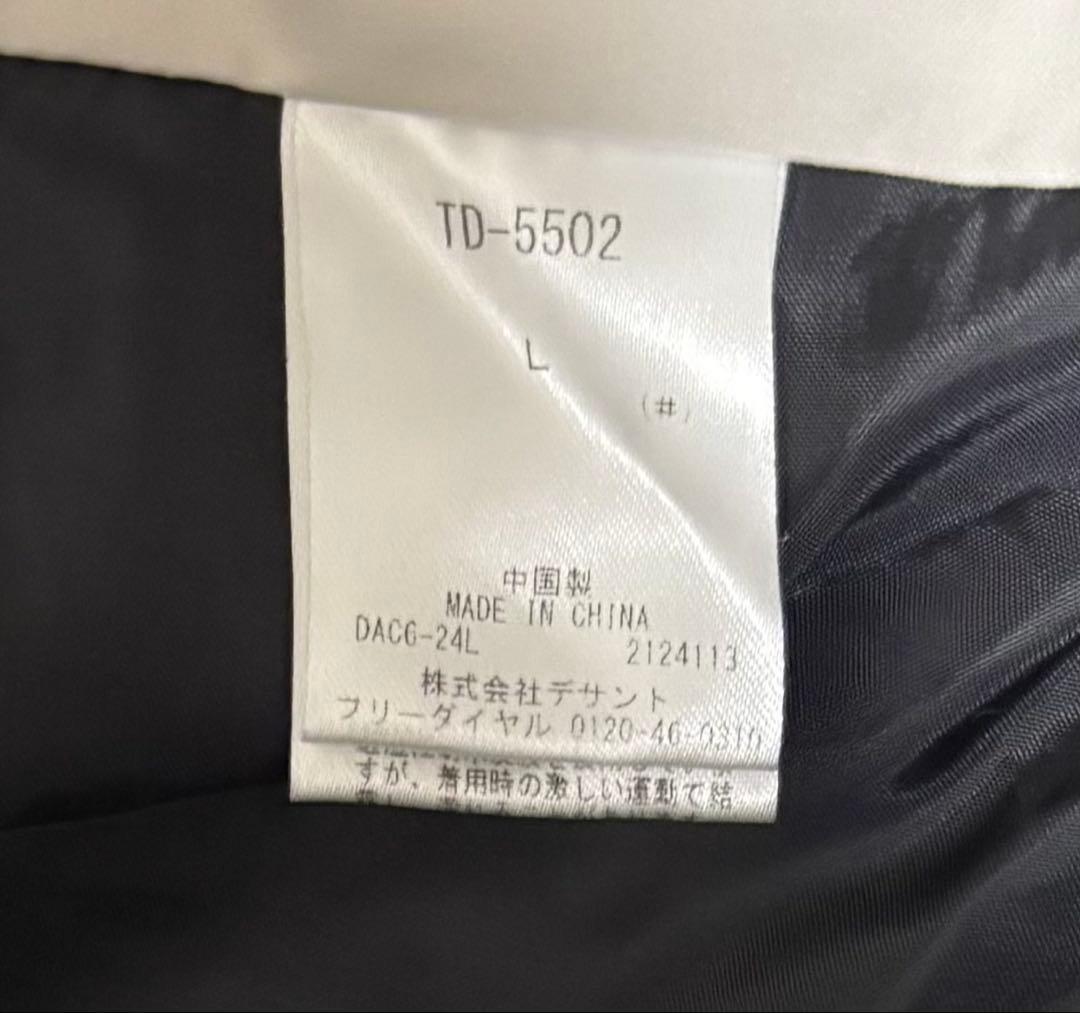 TD-5502
L
(#)
中国製
MADE IN CHINA
DAC6-24L 2124113
株式会社デサント
フリーダイヤル 0120-46-0310
すが、着用時の激しい運動で結